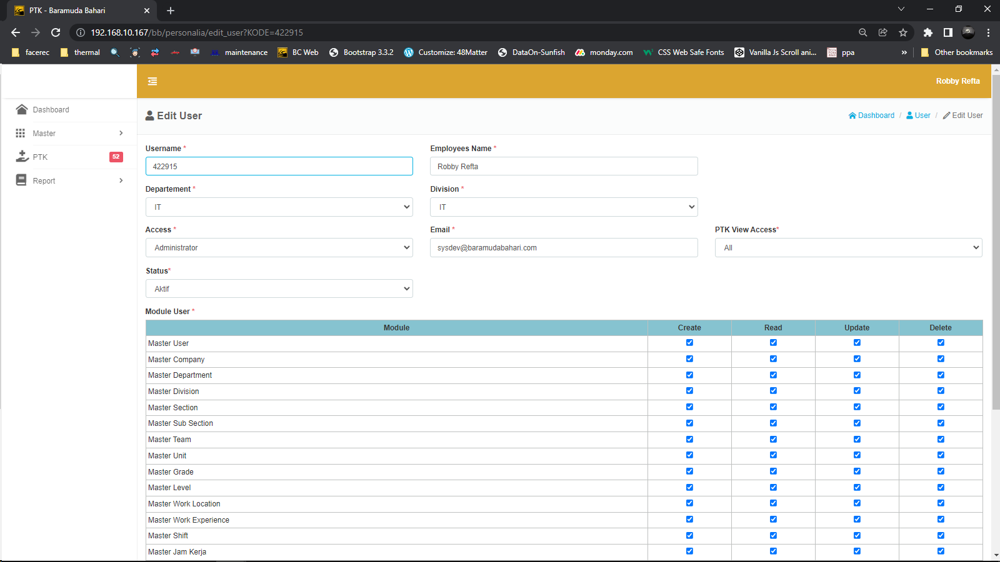 PTK - Baramuda Bahari
192.168.10.167/bb/personalia/edit_user?KODE=422915
facerec thermal maintenance BC Web Bootstrap 3.3.2 Customize: 48Matter DataOn-Sunfish monday.com CSS Web Safe Fonts Vanilla Js Scroll ani... ppa » Other bookmarks
Robby Refta
Dashboard
Master
PTK 52
Report
Edit User
Dashboard / User / Edit User
Username * Employees Name *
422915 Robby Refta
Departement * Division *
IT IT
Access * Email * PTK View Access*
Administrator sysdev@baramudabahari.com All
Status*
Aktif
Module User *
Module Create Read Update Delete
Master User
Master Company
Master Department
Master Division
Master Section
Master Sub Section
Master Team
Master Unit
Master Grade
Master Level
Master Work Location
Master Work Experience
Master Shift
Master Jam Kerja